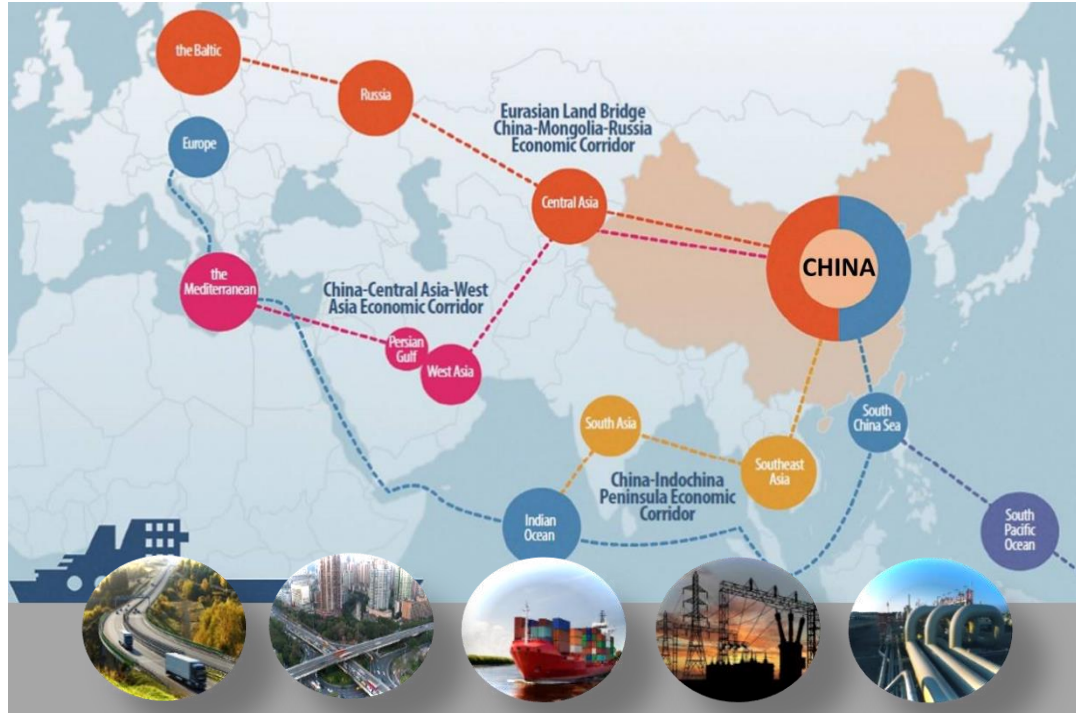 the Baltic
Russia
Europe
Eurasian Land Bridge
China-Mongolia-Russia
Economic Corridor
Central Asia
CHINA
the
Mediterranean
China-Central Asia-West
Asia Economic Corridor
Persian
Gulf
West Asia
South Asia
South
China Sea
Southeast
Asia
China-Indochina
Peninsula Economic
Corridor
Indian
Ocean
South
Pacific
Ocean